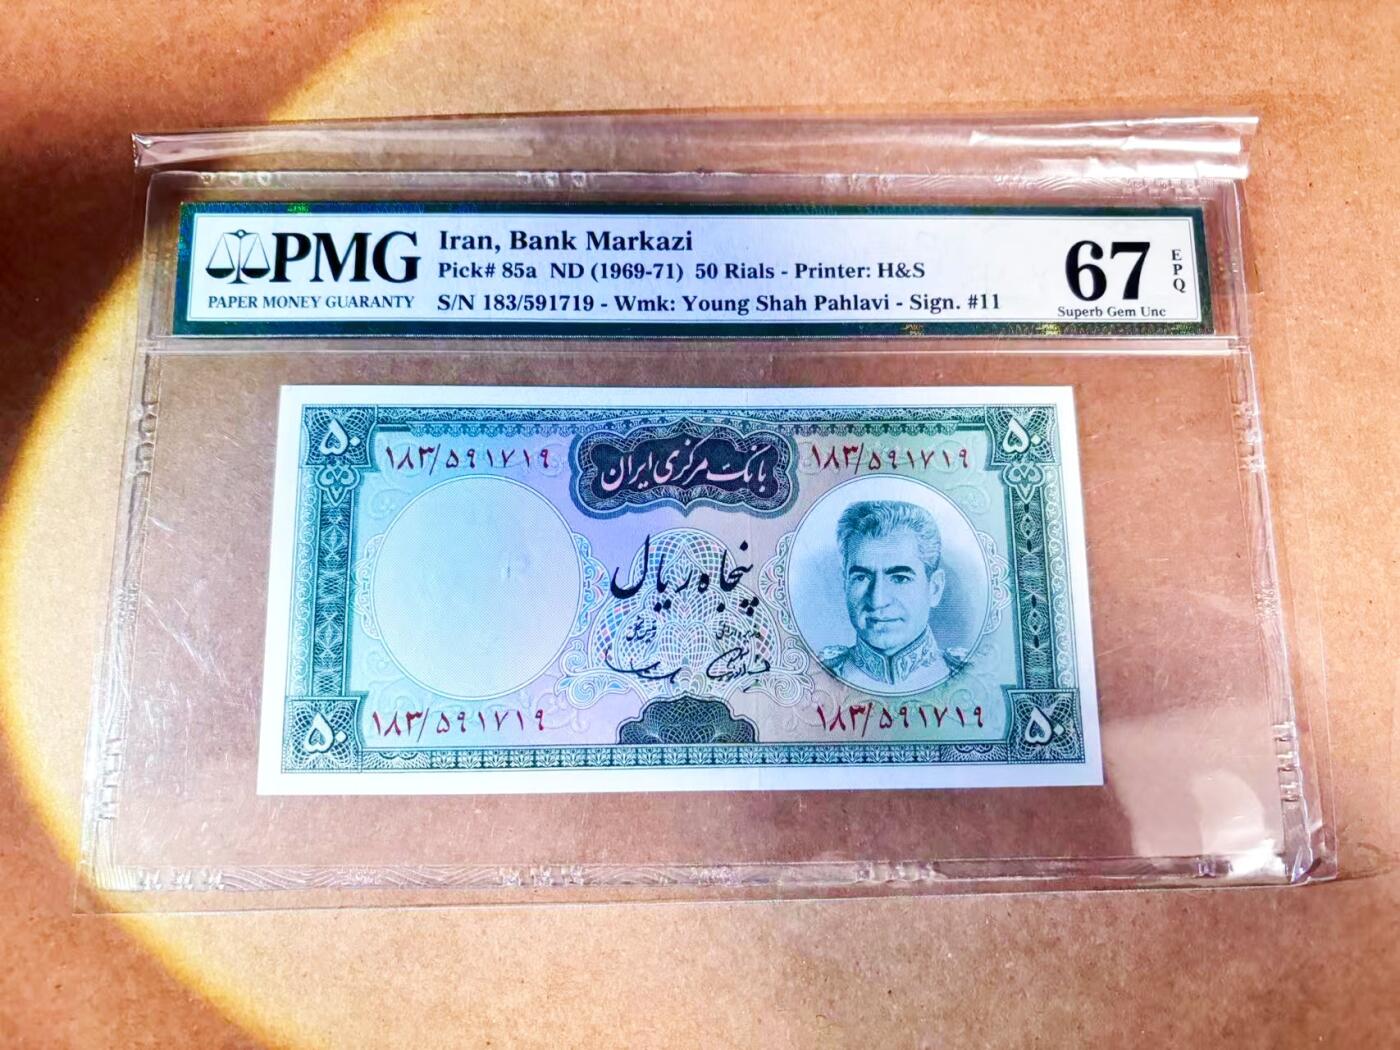 PMG
PAPER MONEY GUARANTY
Iran, Bank Markazi
Pick# 85a ND (1969-71) 50 Rials - Printer: H&S
S/N 183/591719 - Wmk: Young Shah Pahlavi - Sign. #11
67
EPQ
Superb Gem Unc
۵۰
۵۰
۱۸۳/۵۹۱۷۱۹
بانک مرکزی ایران
۱۸۳/۵۹۱۷۱۹
پنجاه ریال
۱۸۳/۵۹۱۷۱۹
۱۸۳/۵۹۱۷۱۹
۵۰
۵۰